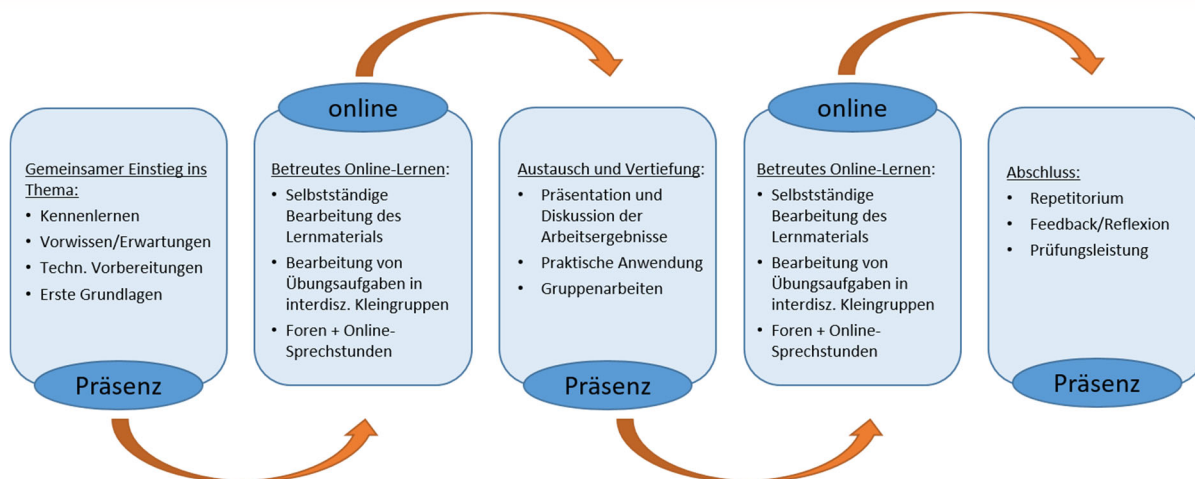 Gemeinsamer Einstieg ins
Thema:
• Kennenlernen
• Vorwissen/Erwartungen
• Techn. Vorbereitungen
• Erste Grundlagen
Präsenz
online
Betreutes Online-Lernen:
• Selbstständige
Bearbeitung des
Lernmaterials
• Bearbeitung von
Übungsaufgaben in
interdisz. Kleingruppen
• Foren + Online-
Sprechstunden
Austausch und Vertiefung:
• Präsentation und
Diskussion der
Arbeitsergebnisse
• Praktische Anwendung
• Gruppenarbeiten
Präsenz
online
Betreutes Online-Lernen:
• Selbstständige
Bearbeitung des
Lernmaterials
• Bearbeitung von
Übungsaufgaben in
interdisz. Kleingruppen
• Foren + Online-
Sprechstunden
Abschluss:
• Repetitorium
• Feedback/Reflexion
• Prüfungsleistung
Präsenz